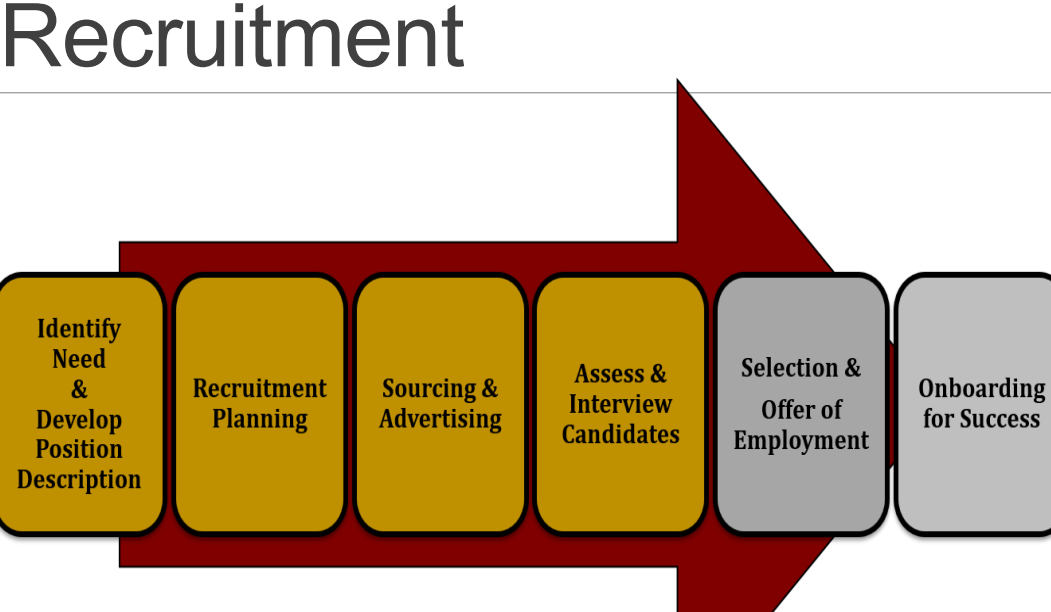 Recruitment
Identify
Need
&
Develop
Position
Description
Recruitment
Planning
Sourcing &
Advertising
Assess &
Interview
Candidates
Selection &
Offer of
Employment
Onboarding
for Success